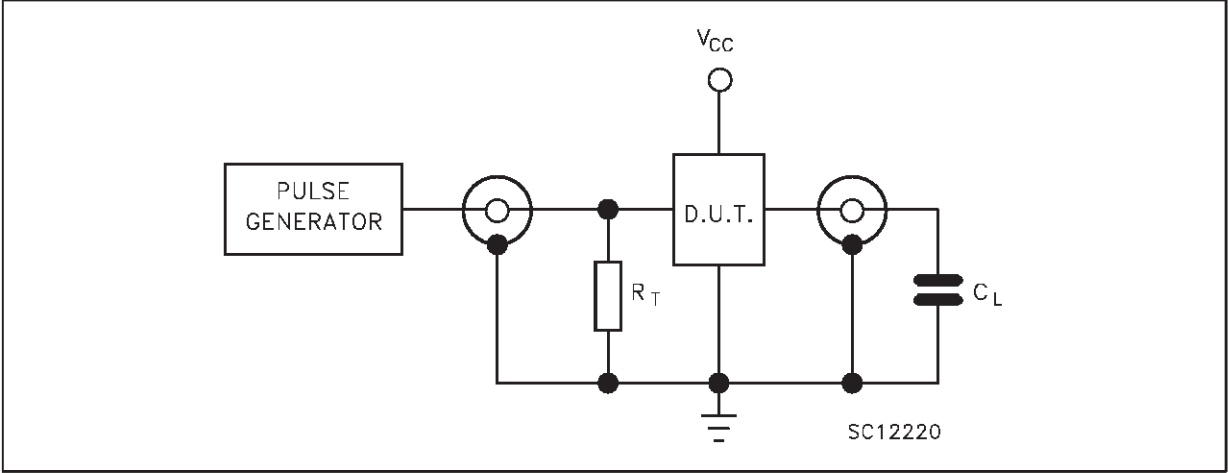 VCC
PULSE
GENERATOR
D.U.T.
RT
CL
SC12220